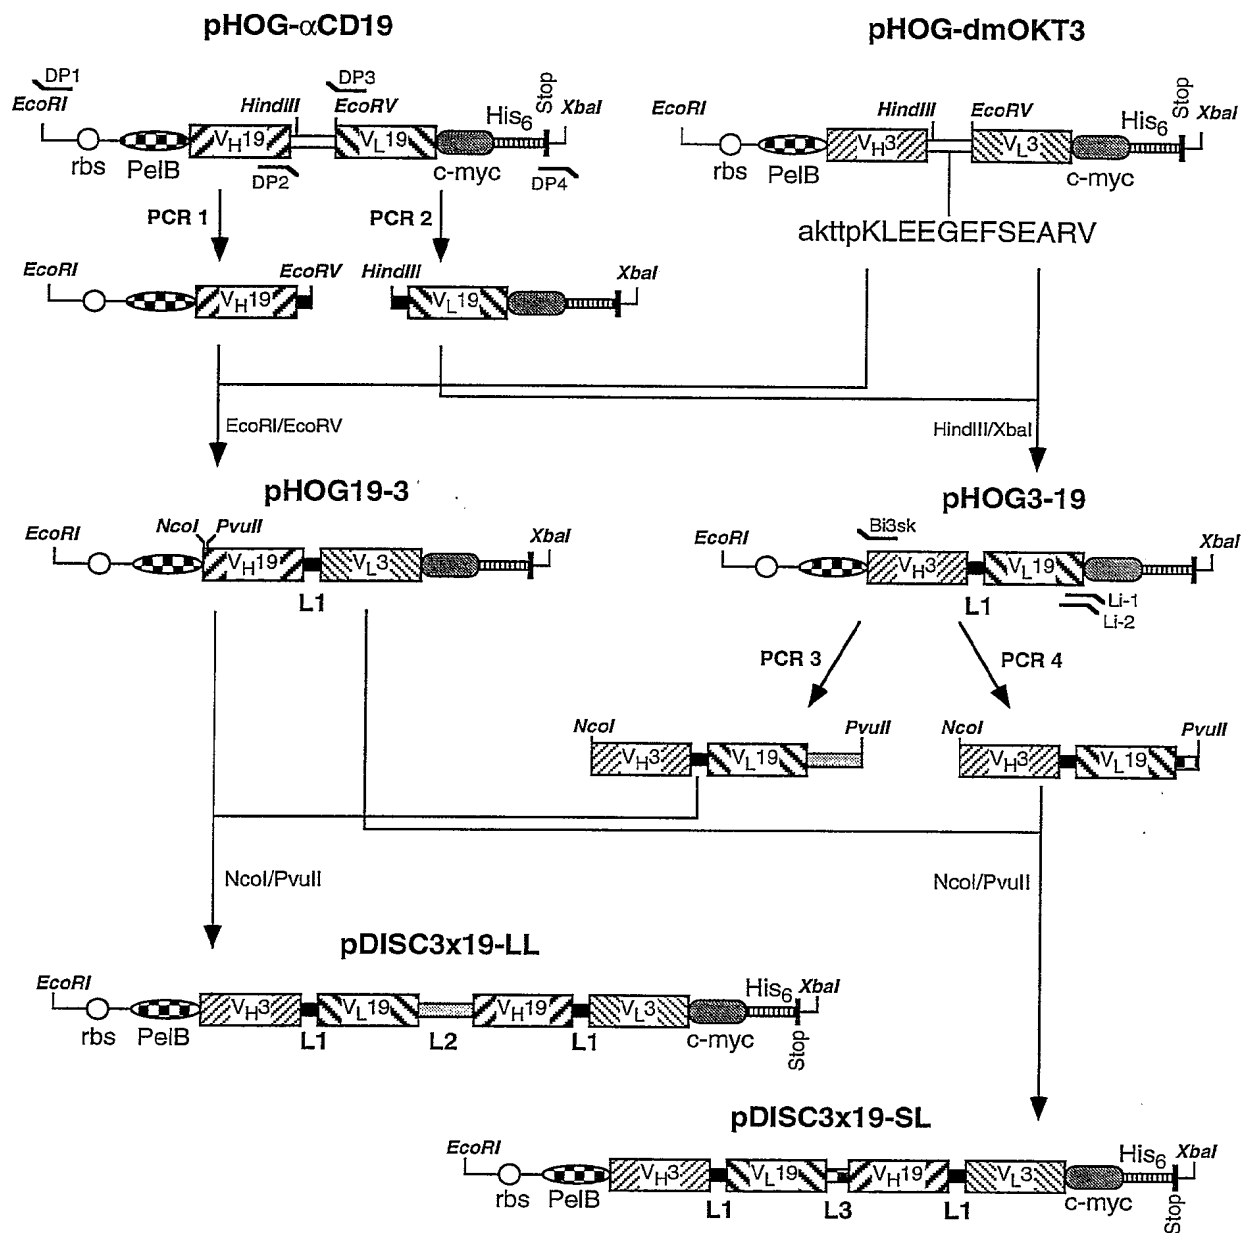 pHOG-αCD19
pHOG-dmOKT3
DP1
EcoRI
HindIII
DP3
EcoRV
His6
Stop
XbaI
VH19
VL19
rbs
PelB
DP2
c-myc
DP4
EcoRI
HindIII
EcoRV
His6
Stop
XbaI
VH3
VL3
rbs
PelB
c-myc
akttpKLEEGEFSEARV
PCR 1
PCR 2
EcoRI
EcoRV
VH19
HindIII
XbaI
VL19
EcoRI/EcoRV
HindIII/XbaI
pHOG19-3
pHOG3-19
EcoRI
NcoI
PvuII
XbaI
VH19
VL3
L1
EcoRI
Bi3sk
XbaI
VH3
VL19
L1
Li-1
Li-2
PCR 3
PCR 4
NcoI
PvuII
VH3
VL19
NcoI
PvuII
VH3
VL19
NcoI/PvuII
NcoI/PvuII
pDISC3x19-LL
EcoRI
His6
XbaI
VH3
VL19
VH19
VL3
rbs
PelB
L1
L2
L1
c-myc
Stop
pDISC3x19-SL
EcoRI
His6
XbaI
VH3
VL19
VH19
VL3
rbs
PelB
L1
L3
L1
c-myc
Stop